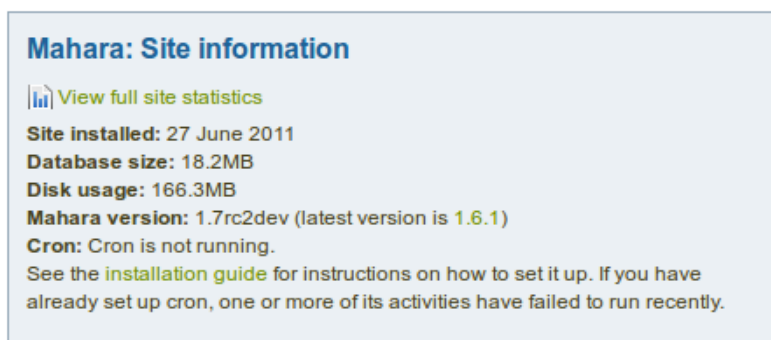 Mahara: Site information
View full site statistics
Site installed: 27 June 2011
Database size: 18.2MB
Disk usage: 166.3MB
Mahara version: 1.7rc2dev (latest version is 1.6.1)
Cron: Cron is not running.
See the installation guide for instructions on how to set it up. If you have
already set up cron, one or more of its activities have failed to run recently.